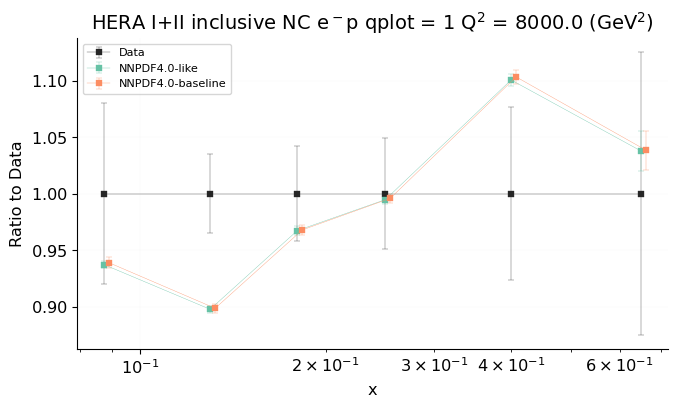 HERA I+II inclusive NC e⁻p qplot = 1 Q² = 8000.0 (GeV²)
Data
NNPDF4.0-like
NNPDF4.0-baseline
Ratio to Data
1.10
1.05
1.00
0.95
0.90
10⁻¹ 2 × 10⁻¹ 3 × 10⁻¹ 4 × 10⁻¹ 6 × 10⁻¹
x